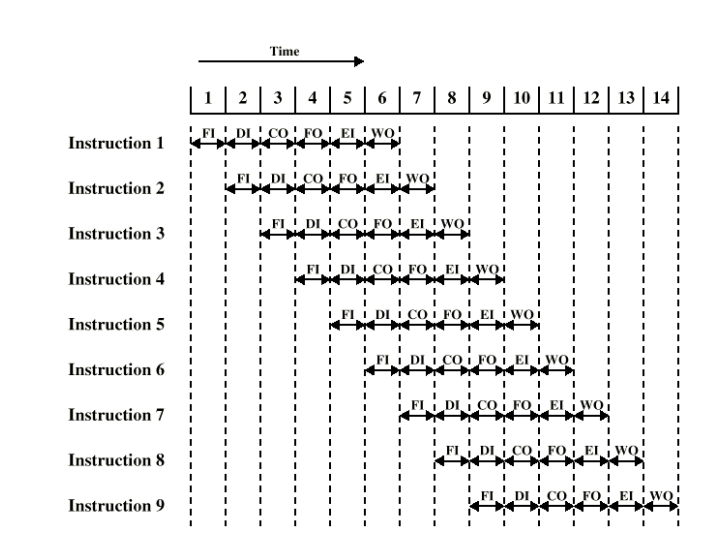 Time
1 2 3 4 5 6 7 8 9 10 11 12 13 14
Instruction 1 FI DI CO FO EI WO
Instruction 2 FI DI CO FO EI WO
Instruction 3 FI DI CO FO EI WO
Instruction 4 FI DI CO FO EI WO
Instruction 5 FI DI CO FO EI WO
Instruction 6 FI DI CO FO EI WO
Instruction 7 FI DI CO FO EI WO
Instruction 8 FI DI CO FO EI WO
Instruction 9 FI DI CO FO EI WO